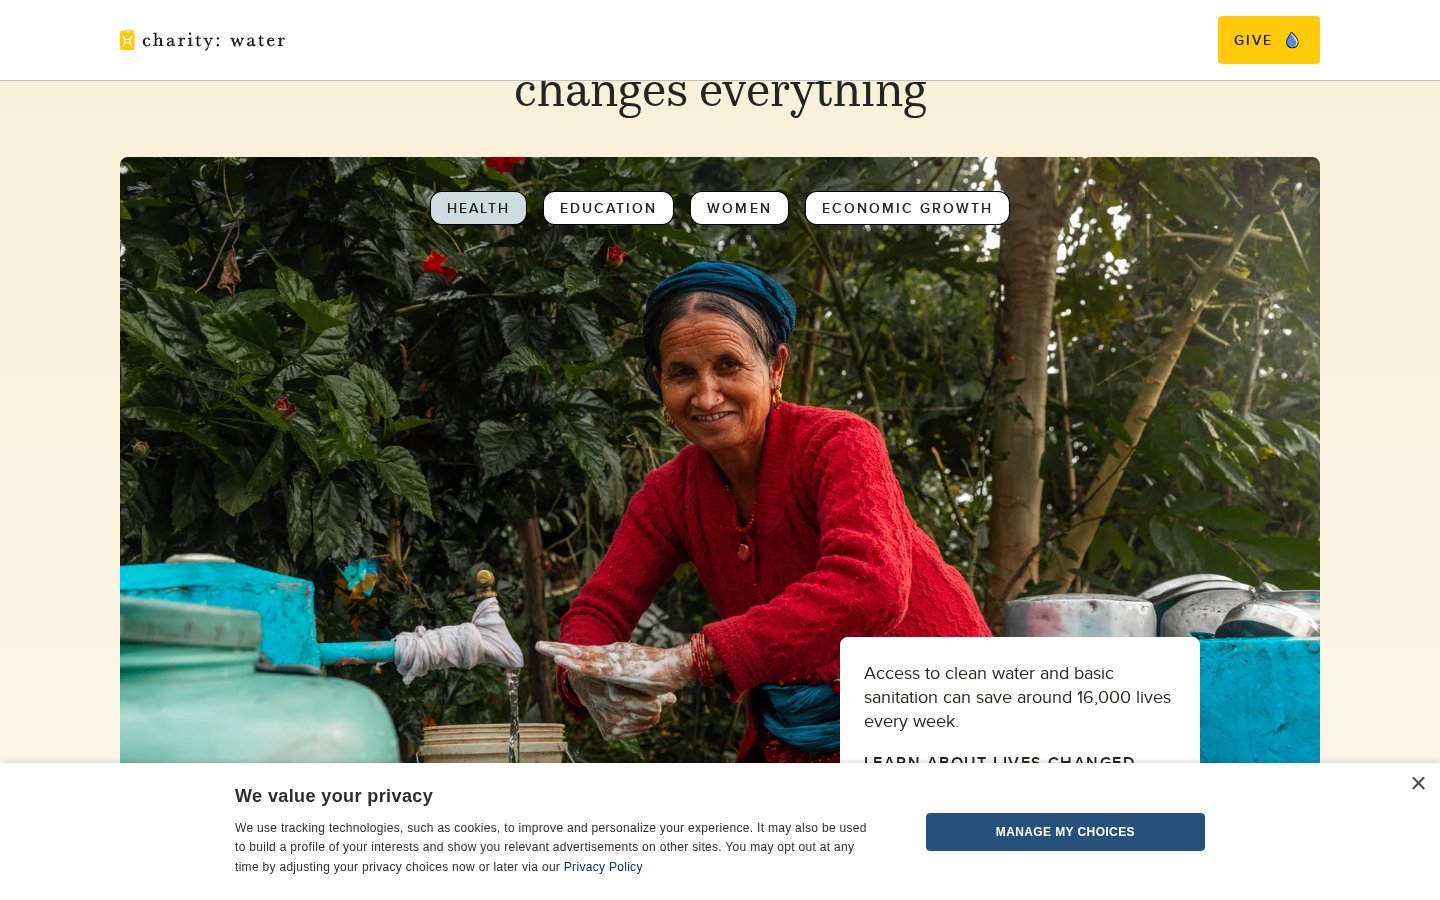 charity: water
GIVE
changes everything
HEALTH
EDUCATION
WOMEN
ECONOMIC GROWTH
Access to clean water and basic
sanitation can save around 16,000 lives
every week.
LEARN ABOUT LIVES CHANGED
We value your privacy
We use tracking technologies, such as cookies, to improve and personalize your experience. It may also be used
to build a profile of your interests and show you relevant advertisements on other sites. You may opt out at any
time by adjusting your privacy choices now or later via our Privacy Policy
MANAGE MY CHOICES